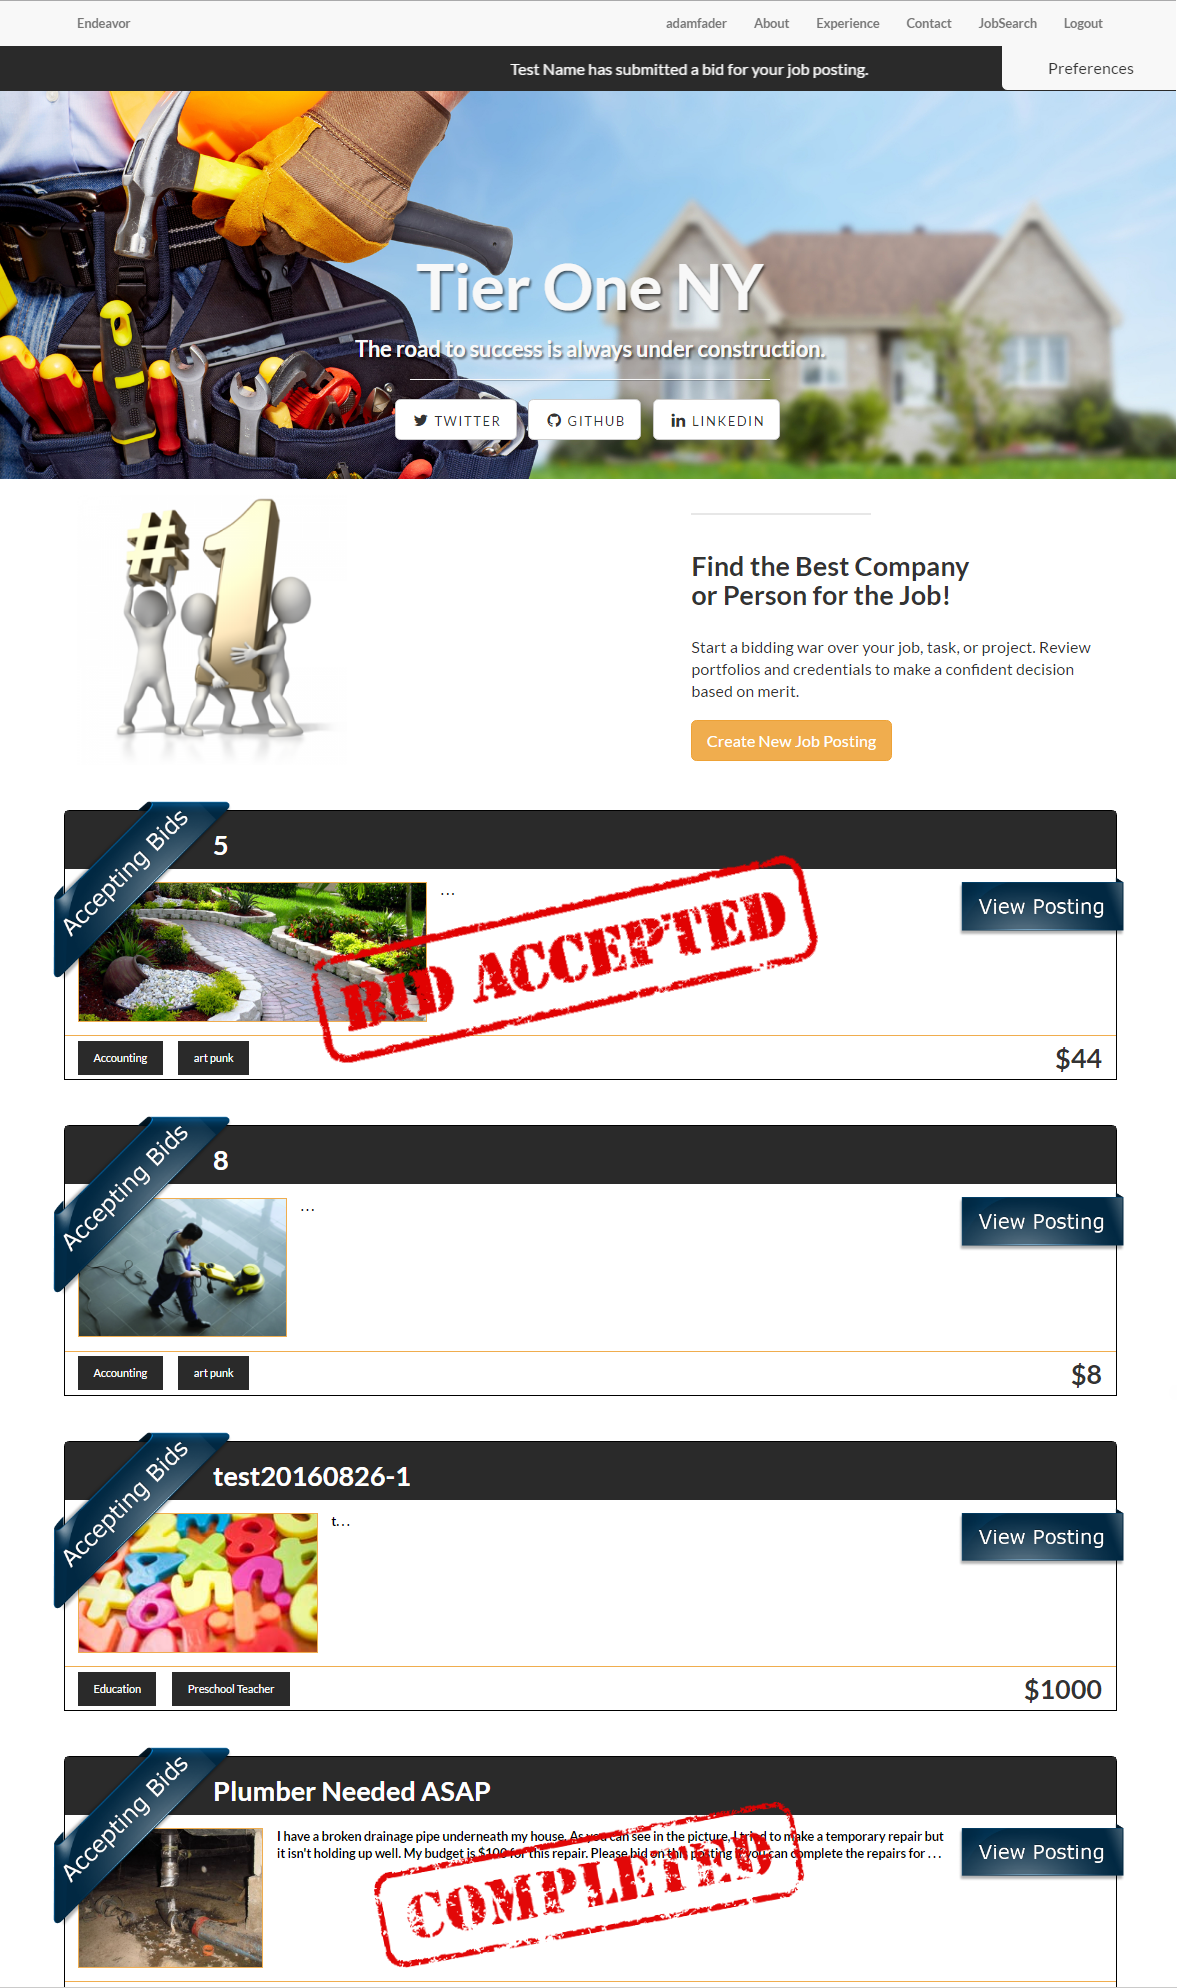 Endeavor
adamfader About Experience Contact JobSearch Logout
Test Name has submitted a bid for your job posting.
Preferences
Tier One NY
The road to success is always under construction.
TWITTER GITHUB LINKEDIN
#1
Find the Best Company
or Person for the Job!
Start a bidding war over your job, task, or project. Review
portfolios and credentials to make a confident decision
based on merit.
Create New Job Posting
Accepting Bids
5
...
View Posting
BID ACCEPTED
Accounting art punk
$44
Accepting Bids
8
...
View Posting
Accounting art punk
$8
Accepting Bids
test20160826-1
t...
View Posting
Education Preschool Teacher
$1000
Accepting Bids
Plumber Needed ASAP
I have a broken drainage pipe underneath my house. As you can see in the picture, I tried to make a temporary repair but
it isn't holding up well. My budget is $100 for this repair. Please bid on this posting if you can complete the repairs for ...
View Posting
COMPLETED